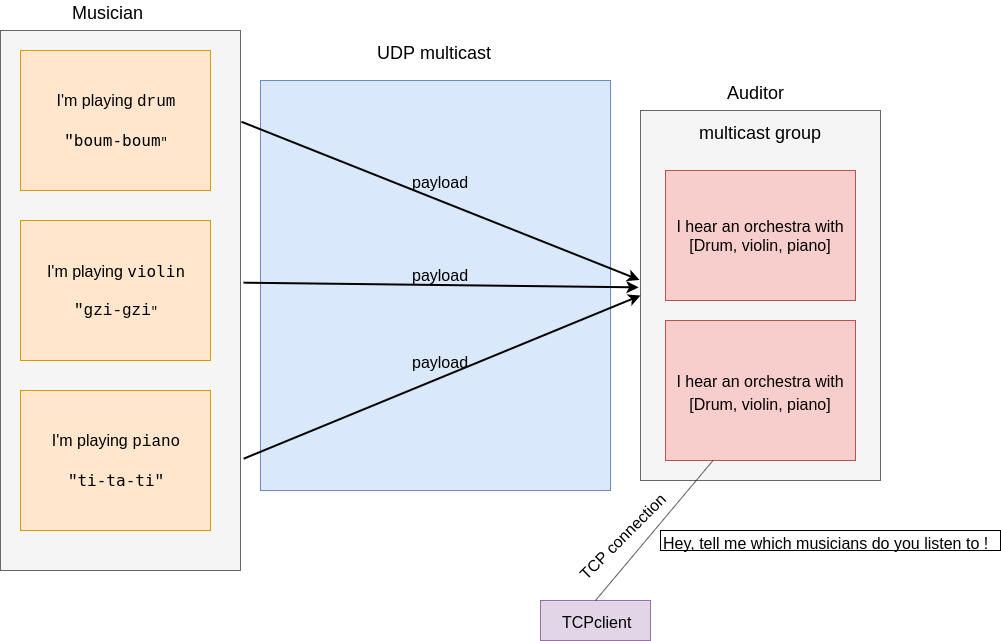 Musician
I'm playing drum
"boum-boum"
I'm playing violin
"gzi-gzi"
I'm playing piano
"ti-ta-ti"
UDP multicast
payload
payload
payload
Auditor
multicast group
I hear an orchestra with
[Drum, violin, piano]
I hear an orchestra with
[Drum, violin, piano]
TCP connection
Hey, tell me which musicians do you listen to !
TCPclient